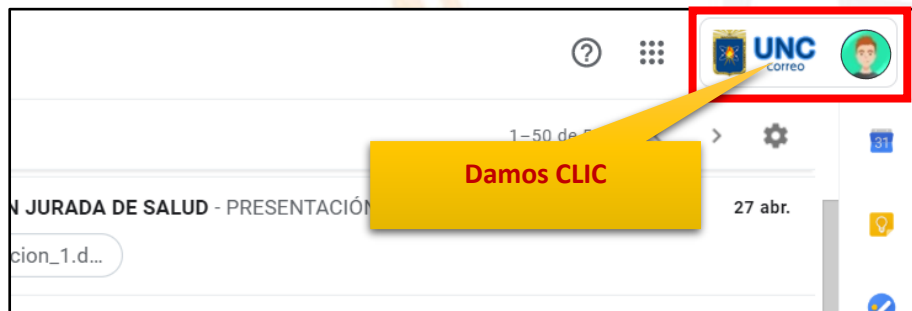 UNC
correo
1–50 de
Damos CLIC
N JURADA DE SALUD - PRESENTACIÓN
27 abr.
cion_1.d...
31